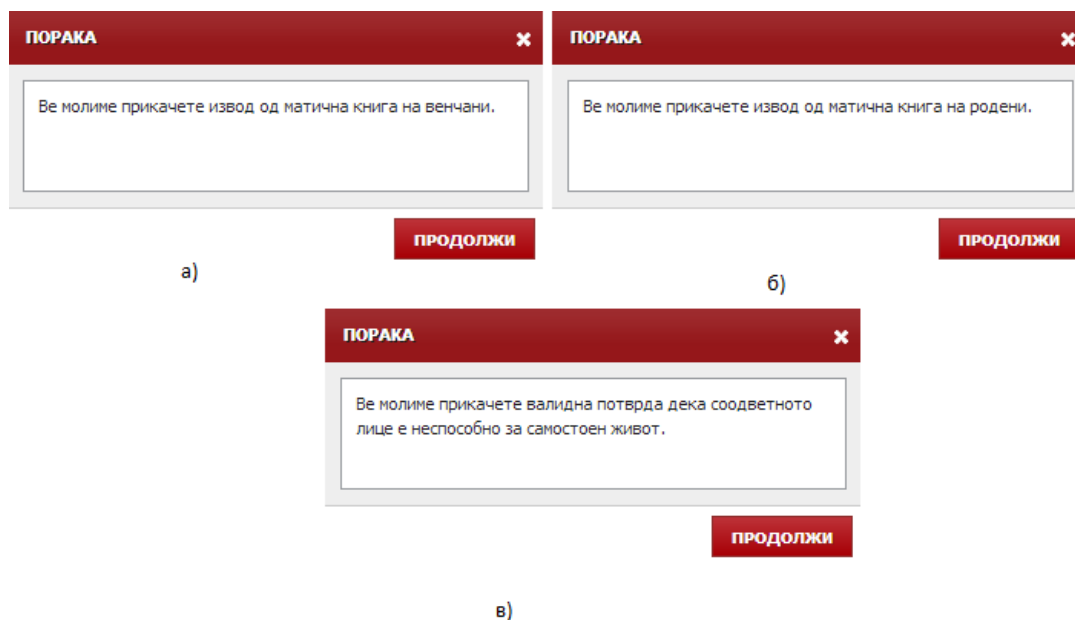 ПОРАКА
Ве молиме прикачете извод од матична книга на венчани.
ПРОДОЛЖИ
а)
ПОРАКА
Ве молиме прикачете извод од матична книга на родени.
ПРОДОЛЖИ
б)
ПОРАКА
Ве молиме прикачете валидна потврда дека соодветното
лице е неспособно за самостоен живот.
ПРОДОЛЖИ
в)